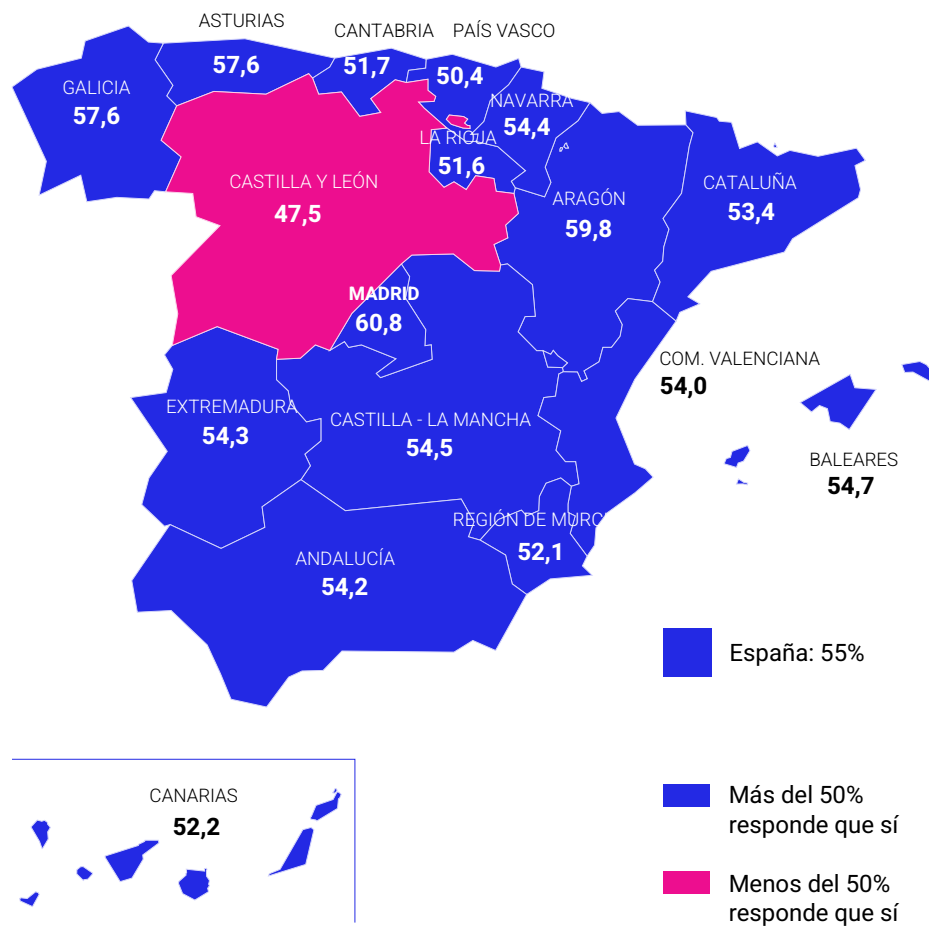 ASTURIAS
57,6
CANTABRIA
51,7
PAÍS VASCO
50,4
GALICIA
57,6
NAVARRA
54,4
LA RIOJA
51,6
CASTILLA Y LEÓN
47,5
ARAGÓN
59,8
CATALUÑA
53,4
MADRID
60,8
COM. VALENCIANA
54,0
EXTREMADURA
54,3
CASTILLA - LA MANCHA
54,5
BALEARES
54,7
REGIÓN DE MURC
52,1
ANDALUCÍA
54,2
España: 55%
CANARIAS
52,2
Más del 50%
responde que sí
Menos del 50%
responde que sí